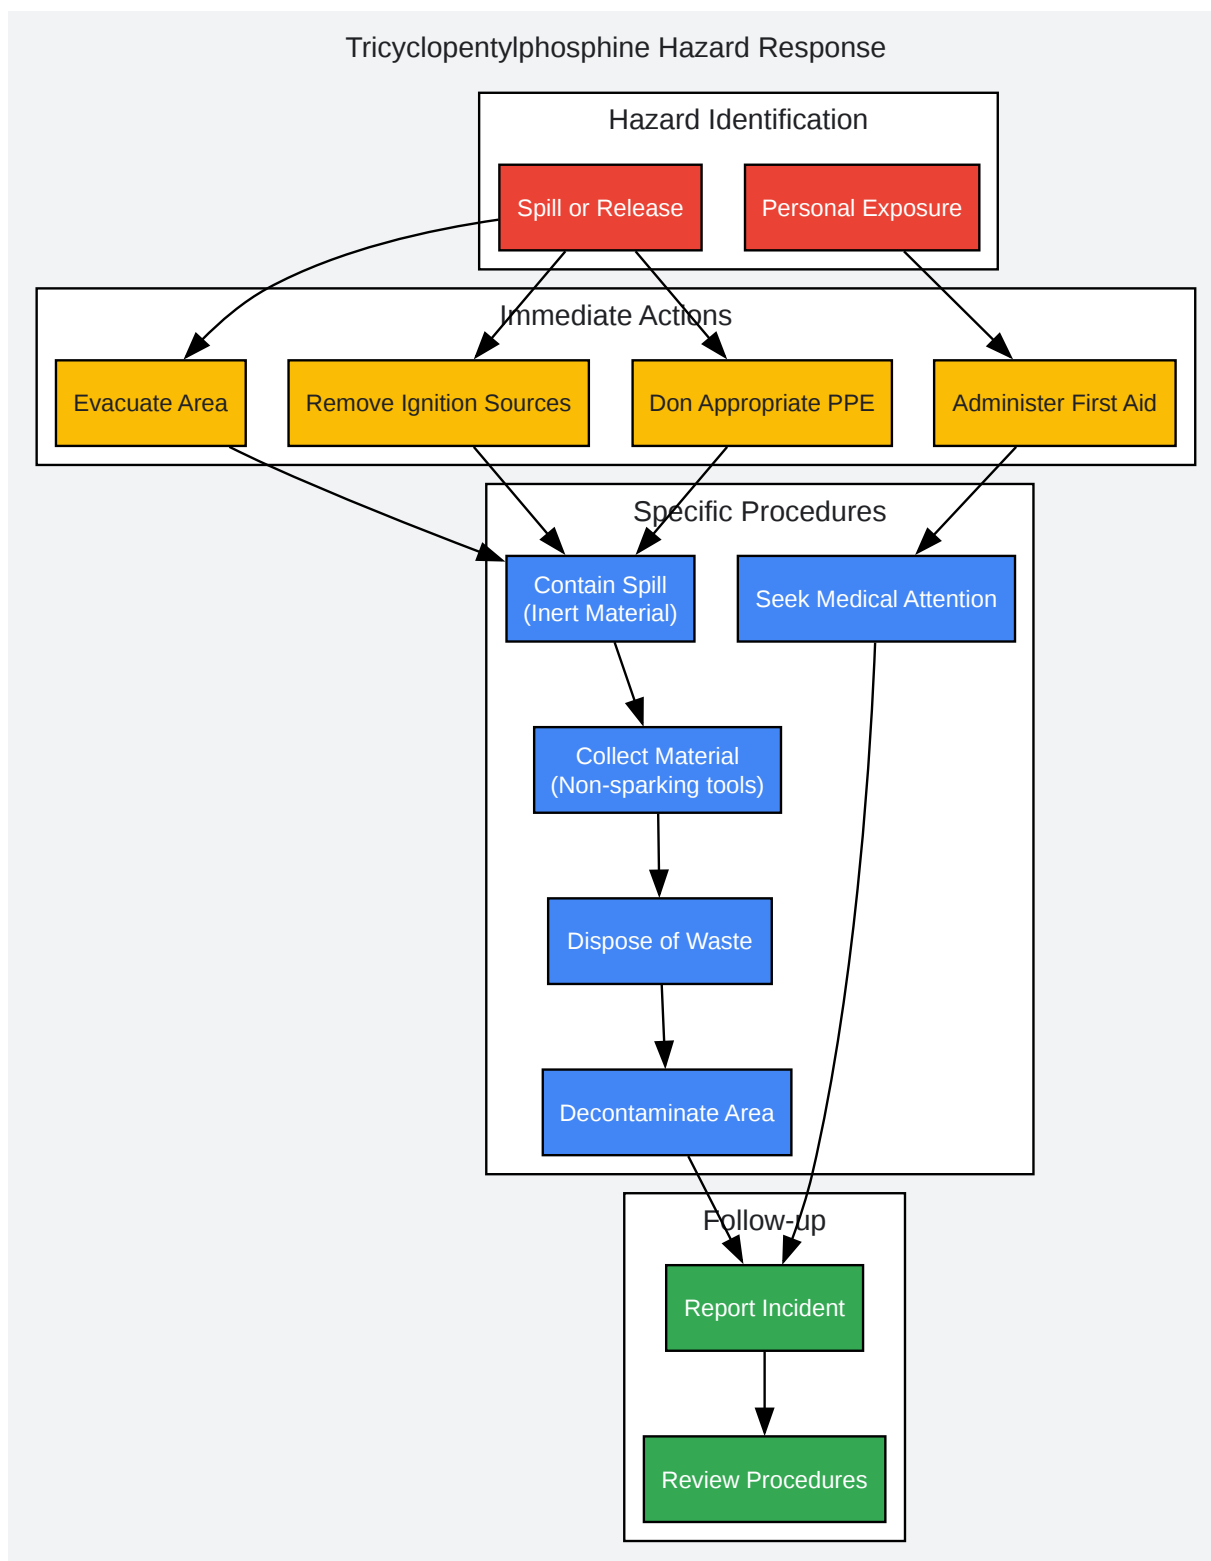 Tricyclopentylphosphine Hazard Response
Hazard Identification
Spill or Release
Personal Exposure
Immediate Actions
Evacuate Area
Remove Ignition Sources
Don Appropriate PPE
Administer First Aid
Specific Procedures
Contain Spill
(Inert Material)
Seek Medical Attention
Collect Material
(Non-sparking tools)
Dispose of Waste
Decontaminate Area
Follow-up
Report Incident
Review Procedures